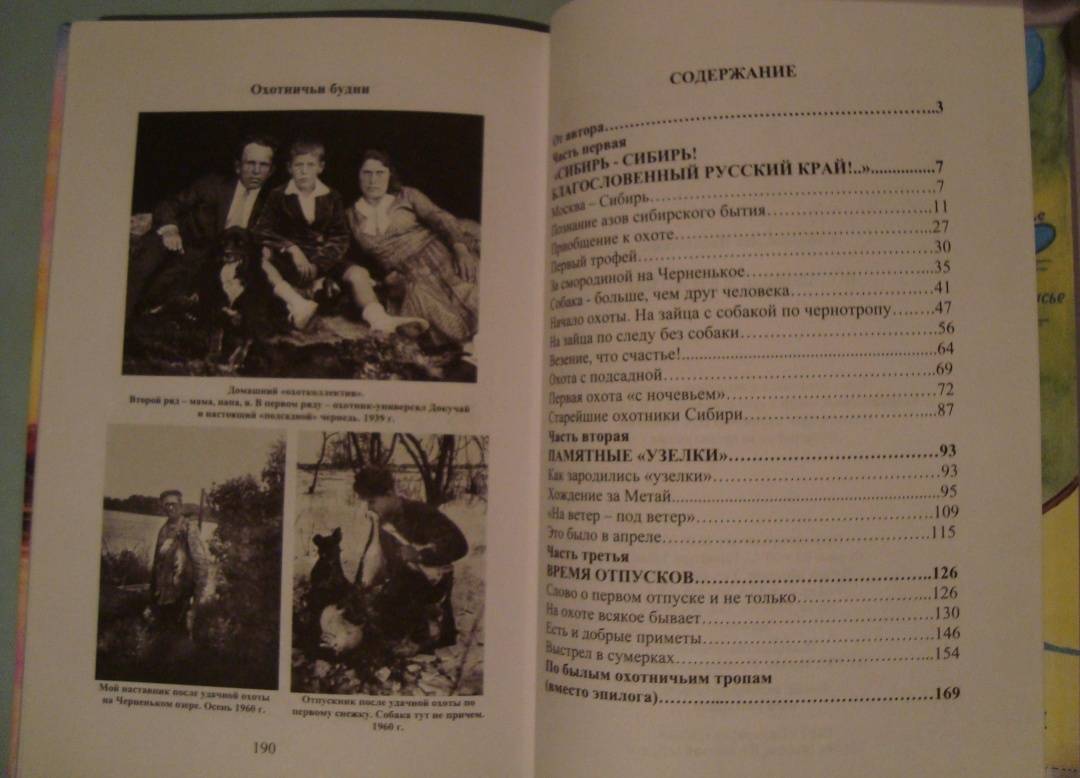 Охотничьи будни
Домашний «охотколлектив».
Второй ряд – мама, папа, я. В первом ряду – охотник-универсал Докучай
и настоящий «подсадной» чернель. 1939 г.
Мой наставник после удачной охоты
на Черненьком озере. Осень 1960 г.
Отпускник после удачной охоты по
первому снежку. Собака тут не причем.
1960 г.
190
СОДЕРЖАНИЕ
От автора.....3
Часть первая
«СИБИРЬ - СИБИРЬ!
БЛАГОСЛОВЕННЫЙ РУССКИЙ КРАЙ!..».....7
Москва – Сибирь.....7
Познание азов сибирского бытия.....11
Приобщение к охоте.....27
Первый трофей.....30
За смородиной на Черненькое.....35
Собака - больше, чем друг человека.....41
Начало охоты. На зайца с собакой по чернотропу.....47
На зайца по следу без собаки.....56
Везение, что счастье!.....64
Охота с подсадной.....69
Первая охота «с ночевьем».....72
Старейшие охотники Сибири.....87
Часть вторая
ПАМЯТНЫЕ «УЗЕЛКИ».....93
Как зародились «узелки».....93
Хождение за Метай.....95
«На ветер – под ветер».....109
Это было в апреле.....115
Часть третья
ВРЕМЯ ОТПУСКОВ.....126
Слово о первом отпуске и не только.....126
На охоте всякое бывает.....130
Есть и добрые приметы.....146
Выстрел в сумерках.....154
По былым охотничьим тропам
(вместо эпилога).....169